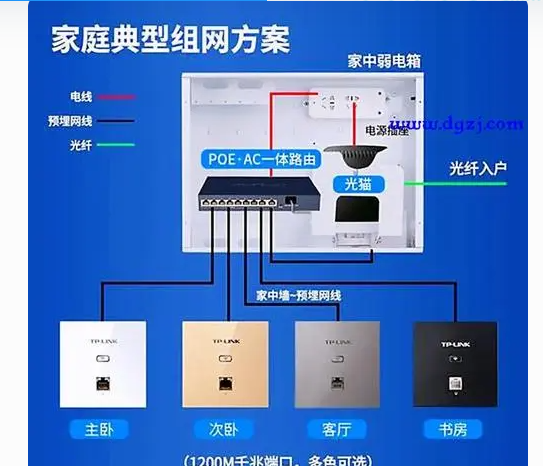 家庭典型组网方案
家中弱电箱
电线
预埋网线
光纤
www.dgzj.com
电源插座
POE·AC一体路由
光猫
光纤入户
家中墙~预埋网线
TP-LINK
TP-LINK
TP-LINK
TP-LINK
主卧
次卧
客厅
书房
(1200M千兆端口，多色可选)